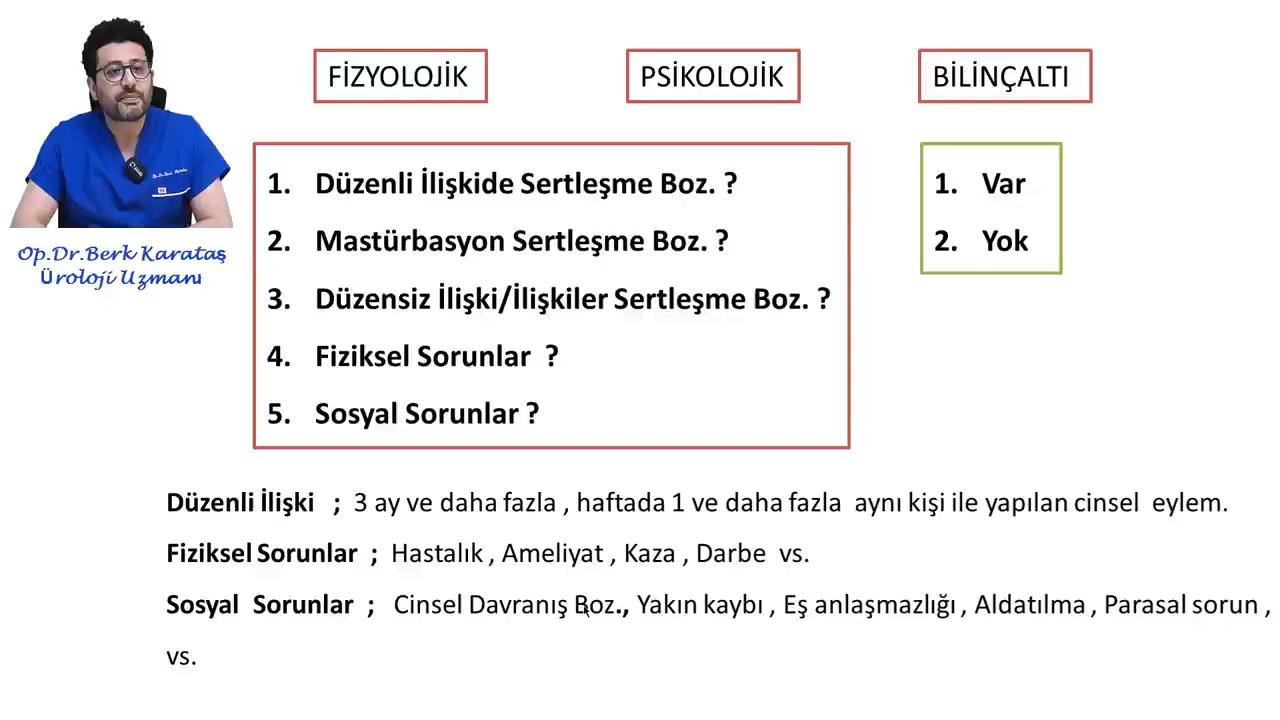 FİZYOLOJİK
PSİKOLOJİK
BİLİNÇALTI
1. Düzenli İlişkide Sertleşme Boz. ?
2. Mastürbasyon Sertleşme Boz. ?
3. Düzensiz İlişki/İlişkiler Sertleşme Boz. ?
4. Fiziksel Sorunlar ?
5. Sosyal Sorunlar ?
1. Var
2. Yok
Op.Dr.Berk Karataş
Üroloji Uzmanı
Düzenli İlişki ; 3 ay ve daha fazla , haftada 1 ve daha fazla aynı kişi ile yapılan cinsel eylem.
Fiziksel Sorunlar ; Hastalık , Ameliyat , Kaza , Darbe vs.
Sosyal Sorunlar ; Cinsel Davranış Boz., Yakın kaybı , Eş anlaşmazlığı , Aldatılma , Parasal sorun ,
vs.